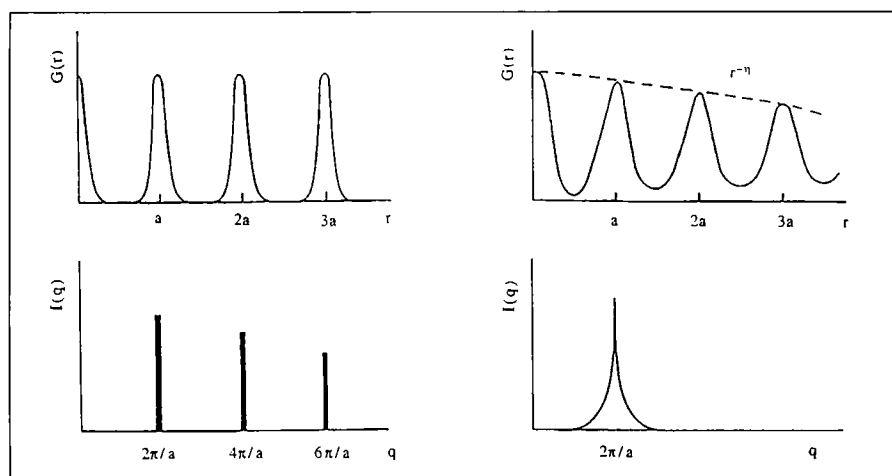 G(r)
a 2a 3a r
G(r)
r^{-η}
a 2a 3a r
I(q)
2π/a 4π/a 6π/a q
I(q)
2π/a q